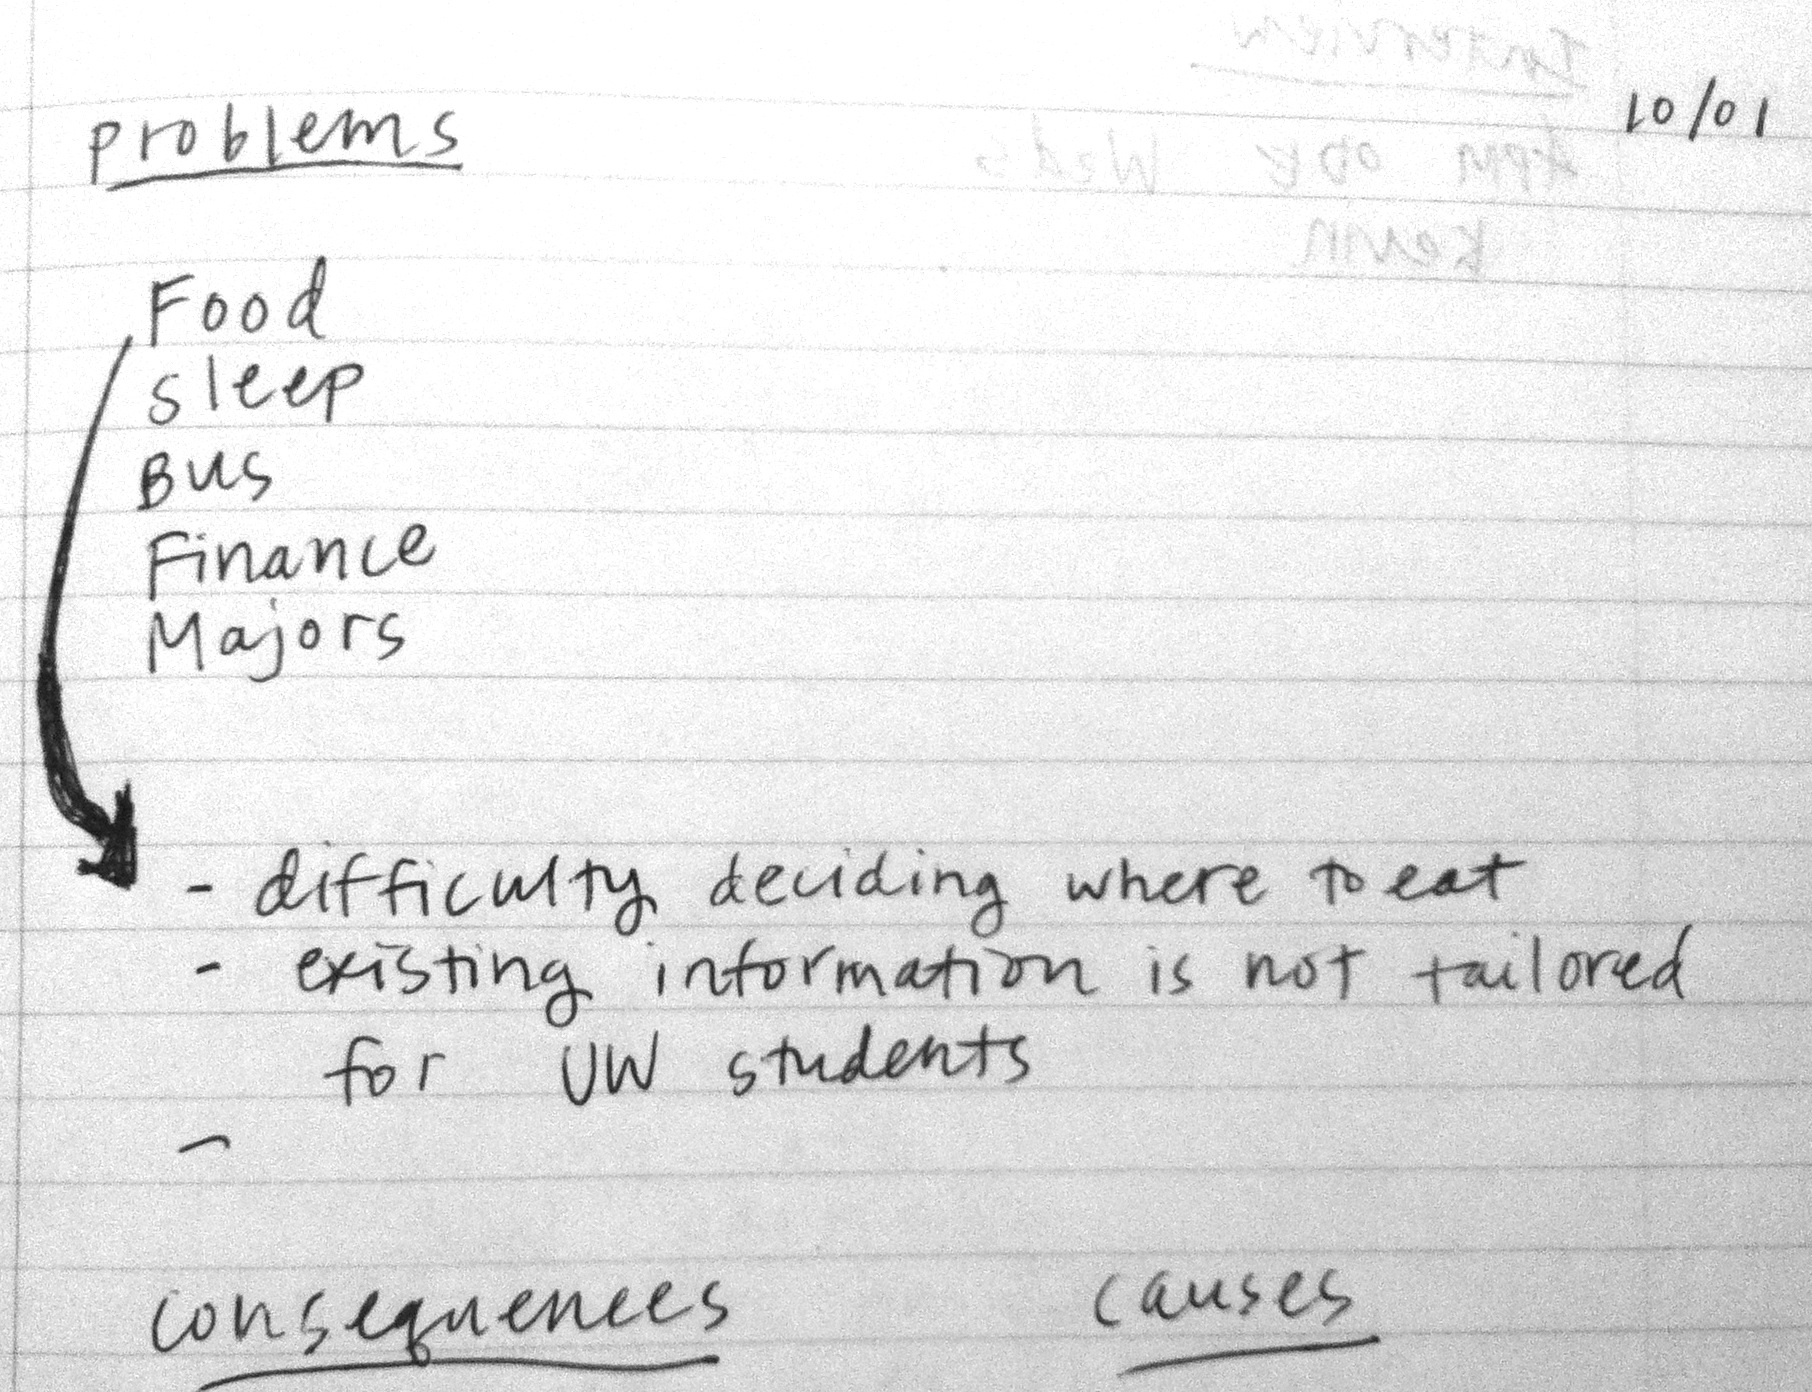 10/01
problems
Food
sleep
Bus
Finance
Majors
- difficulty deciding where to eat
- existing information is not tailored
for UW students
-
consequences causes